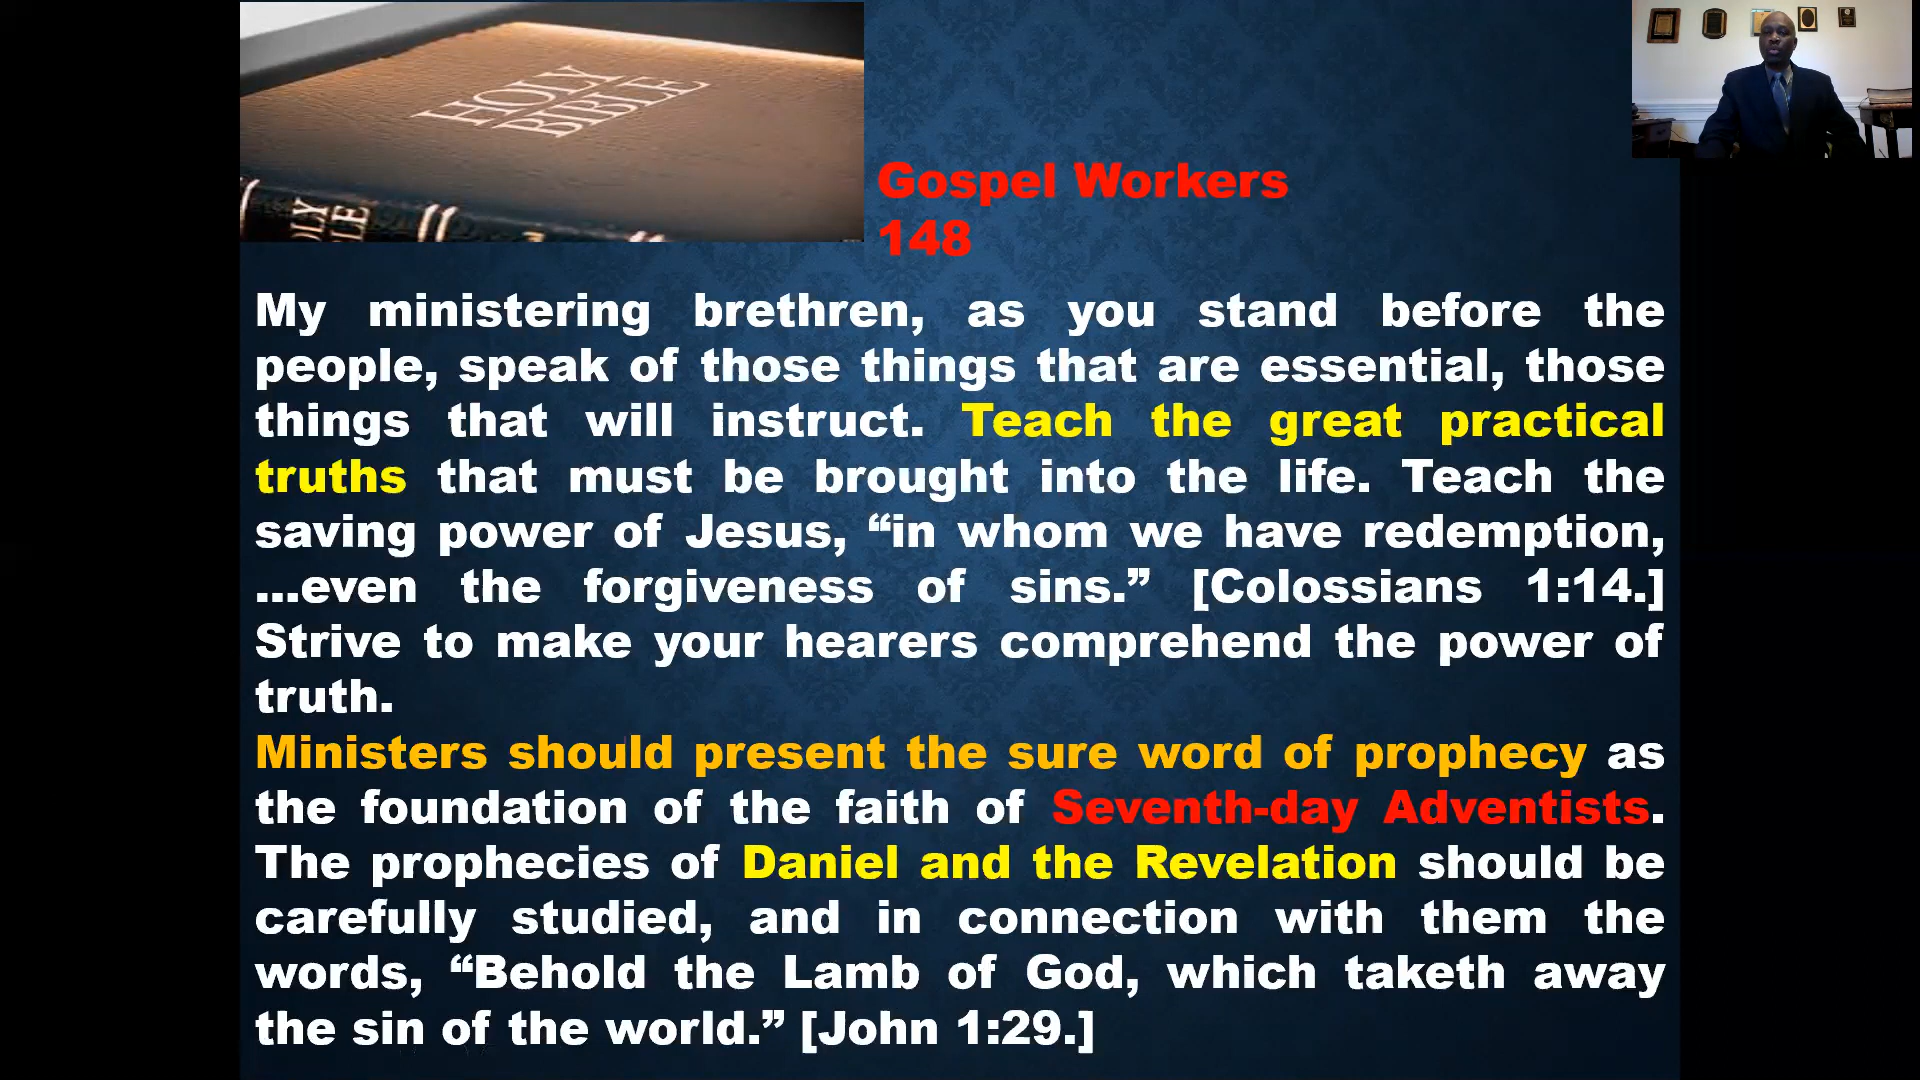 HOLY
BIBLE
Gospel Workers
148
My ministering brethren, as you stand before the
people, speak of those things that are essential, those
things that will instruct. Teach the great practical
truths that must be brought into the life. Teach the
saving power of Jesus, “in whom we have redemption,
...even the forgiveness of sins.” [Colossians 1:14.]
Strive to make your hearers comprehend the power of
truth.
Ministers should present the sure word of prophecy as
the foundation of the faith of Seventh-day Adventists.
The prophecies of Daniel and the Revelation should be
carefully studied, and in connection with them the
words, “Behold the Lamb of God, which taketh away
the sin of the world.” [John 1:29.]